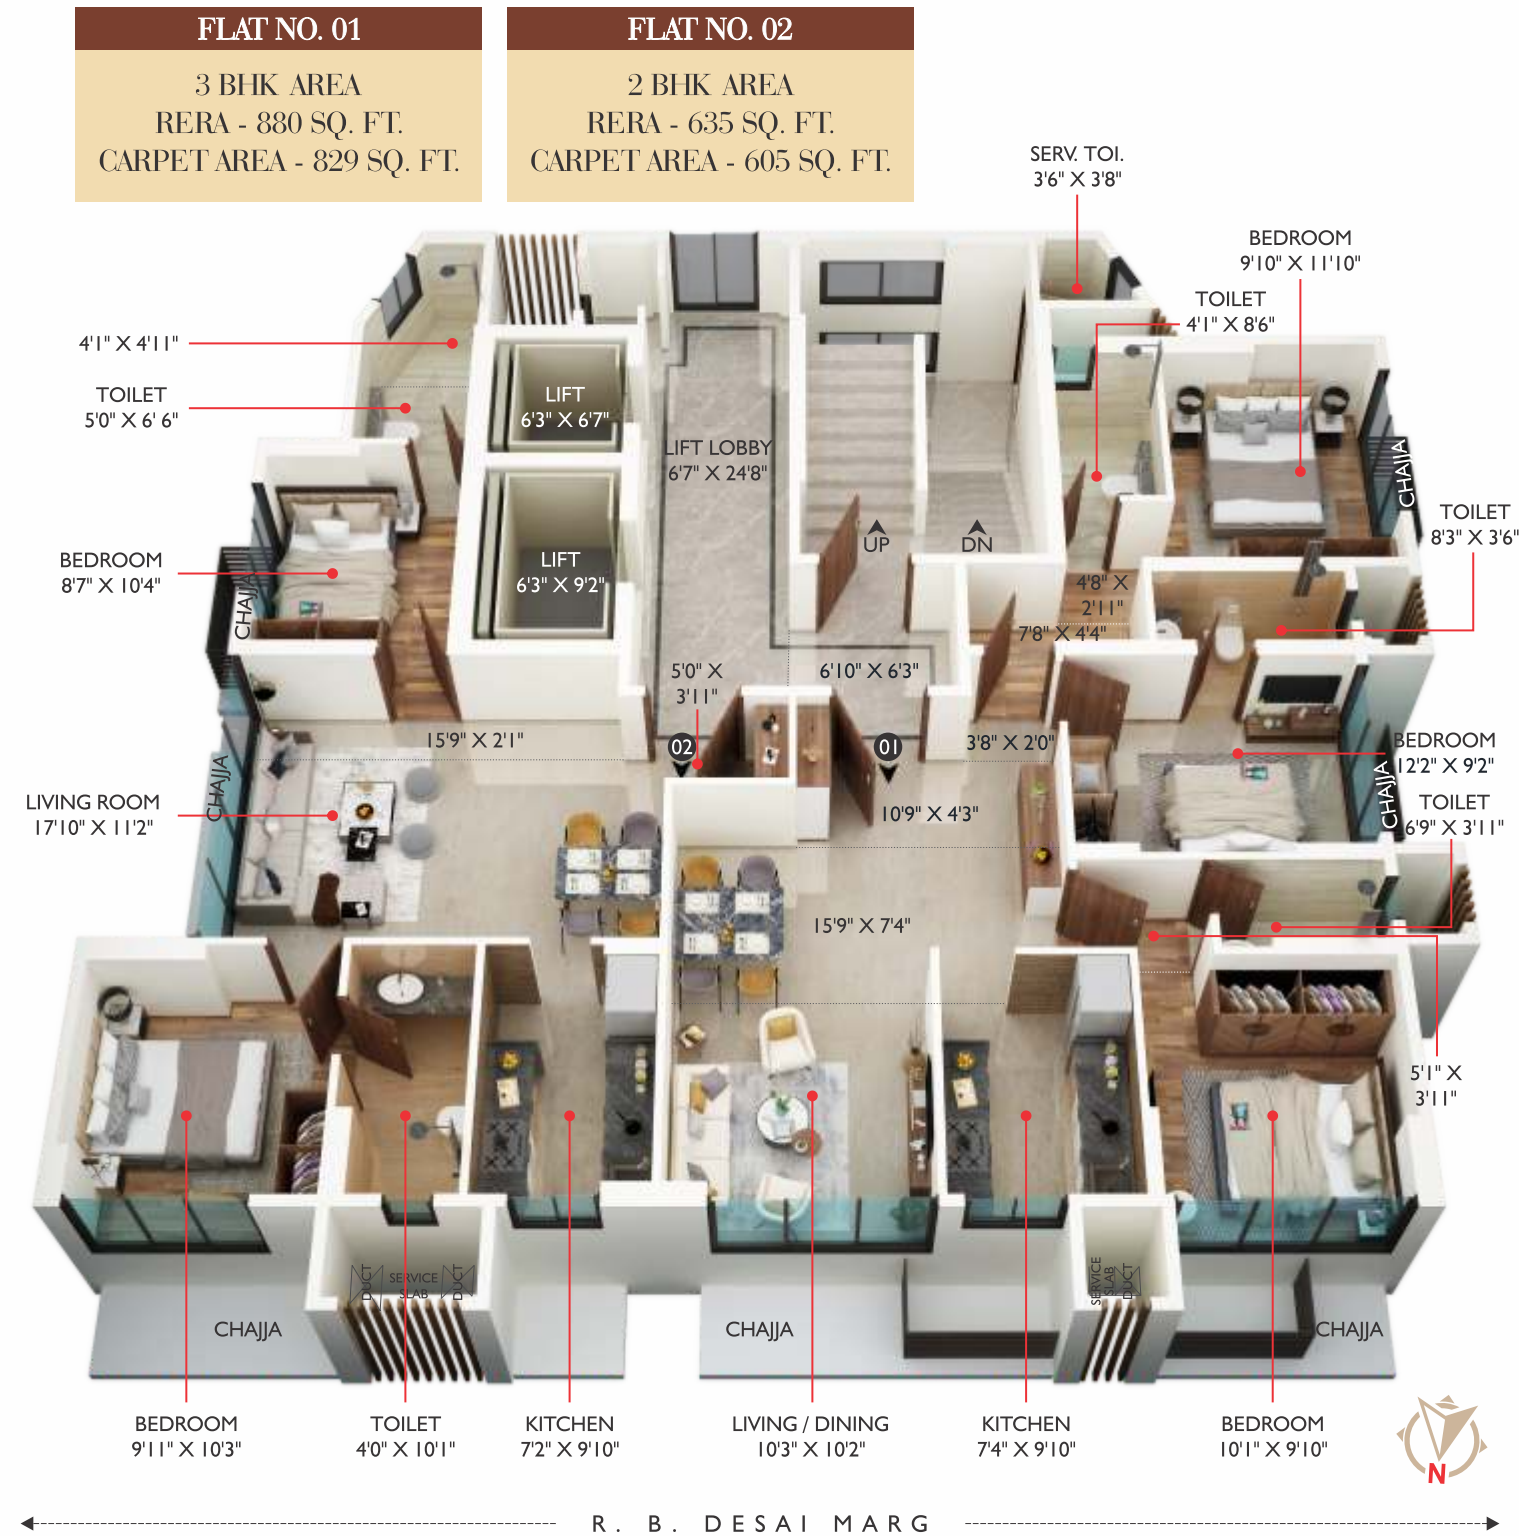 FLAT NO. 01
3 BHK AREA
RERA - 880 SQ. FT.
CARPET AREA - 829 SQ. FT.
FLAT NO. 02
2 BHK AREA
RERA - 635 SQ. FT.
CARPET AREA - 605 SQ. FT.
SERV. TOI.
3'6" X 3'8"
BEDROOM
9'10" X 11'10"
TOILET
4'1" X 8'6"
4'1" X 4'11"
TOILET
5'0" X 6' 6"
LIFT
6'3" X 6'7"
LIFT LOBBY
6'7" X 24'8"
CHAJJA
TOILET
8'3" X 3'6"
UP
DN
LIFT
6'3" X 9'2"
BEDROOM
8'7" X 10'4"
CHAJJA
4'8" X
2'11"
7'8" X 4'4"
5'0" X
3'11"
6'10" X 6'3"
15'9" X 2'1"
02
01
3'8" X 2'0"
BEDROOM
12'2" X 9'2"
CHAJJA
CHAJJA
LIVING ROOM
17'10" X 11'2"
10'9" X 4'3"
TOILET
6'9" X 3'11"
15'9" X 7'4"
5'1" X
3'11"
DUCT
SERVICE
SLAB
DUCT
SERVICE
SLAB
DUCT
CHAJJA
CHAJJA
CHAJJA
BEDROOM
9'11" X 10'3"
TOILET
4'0" X 10'1"
KITCHEN
7'2" X 9'10"
LIVING / DINING
10'3" X 10'2"
KITCHEN
7'4" X 9'10"
BEDROOM
10'1" X 9'10"
N
R. B. DESAI MARG